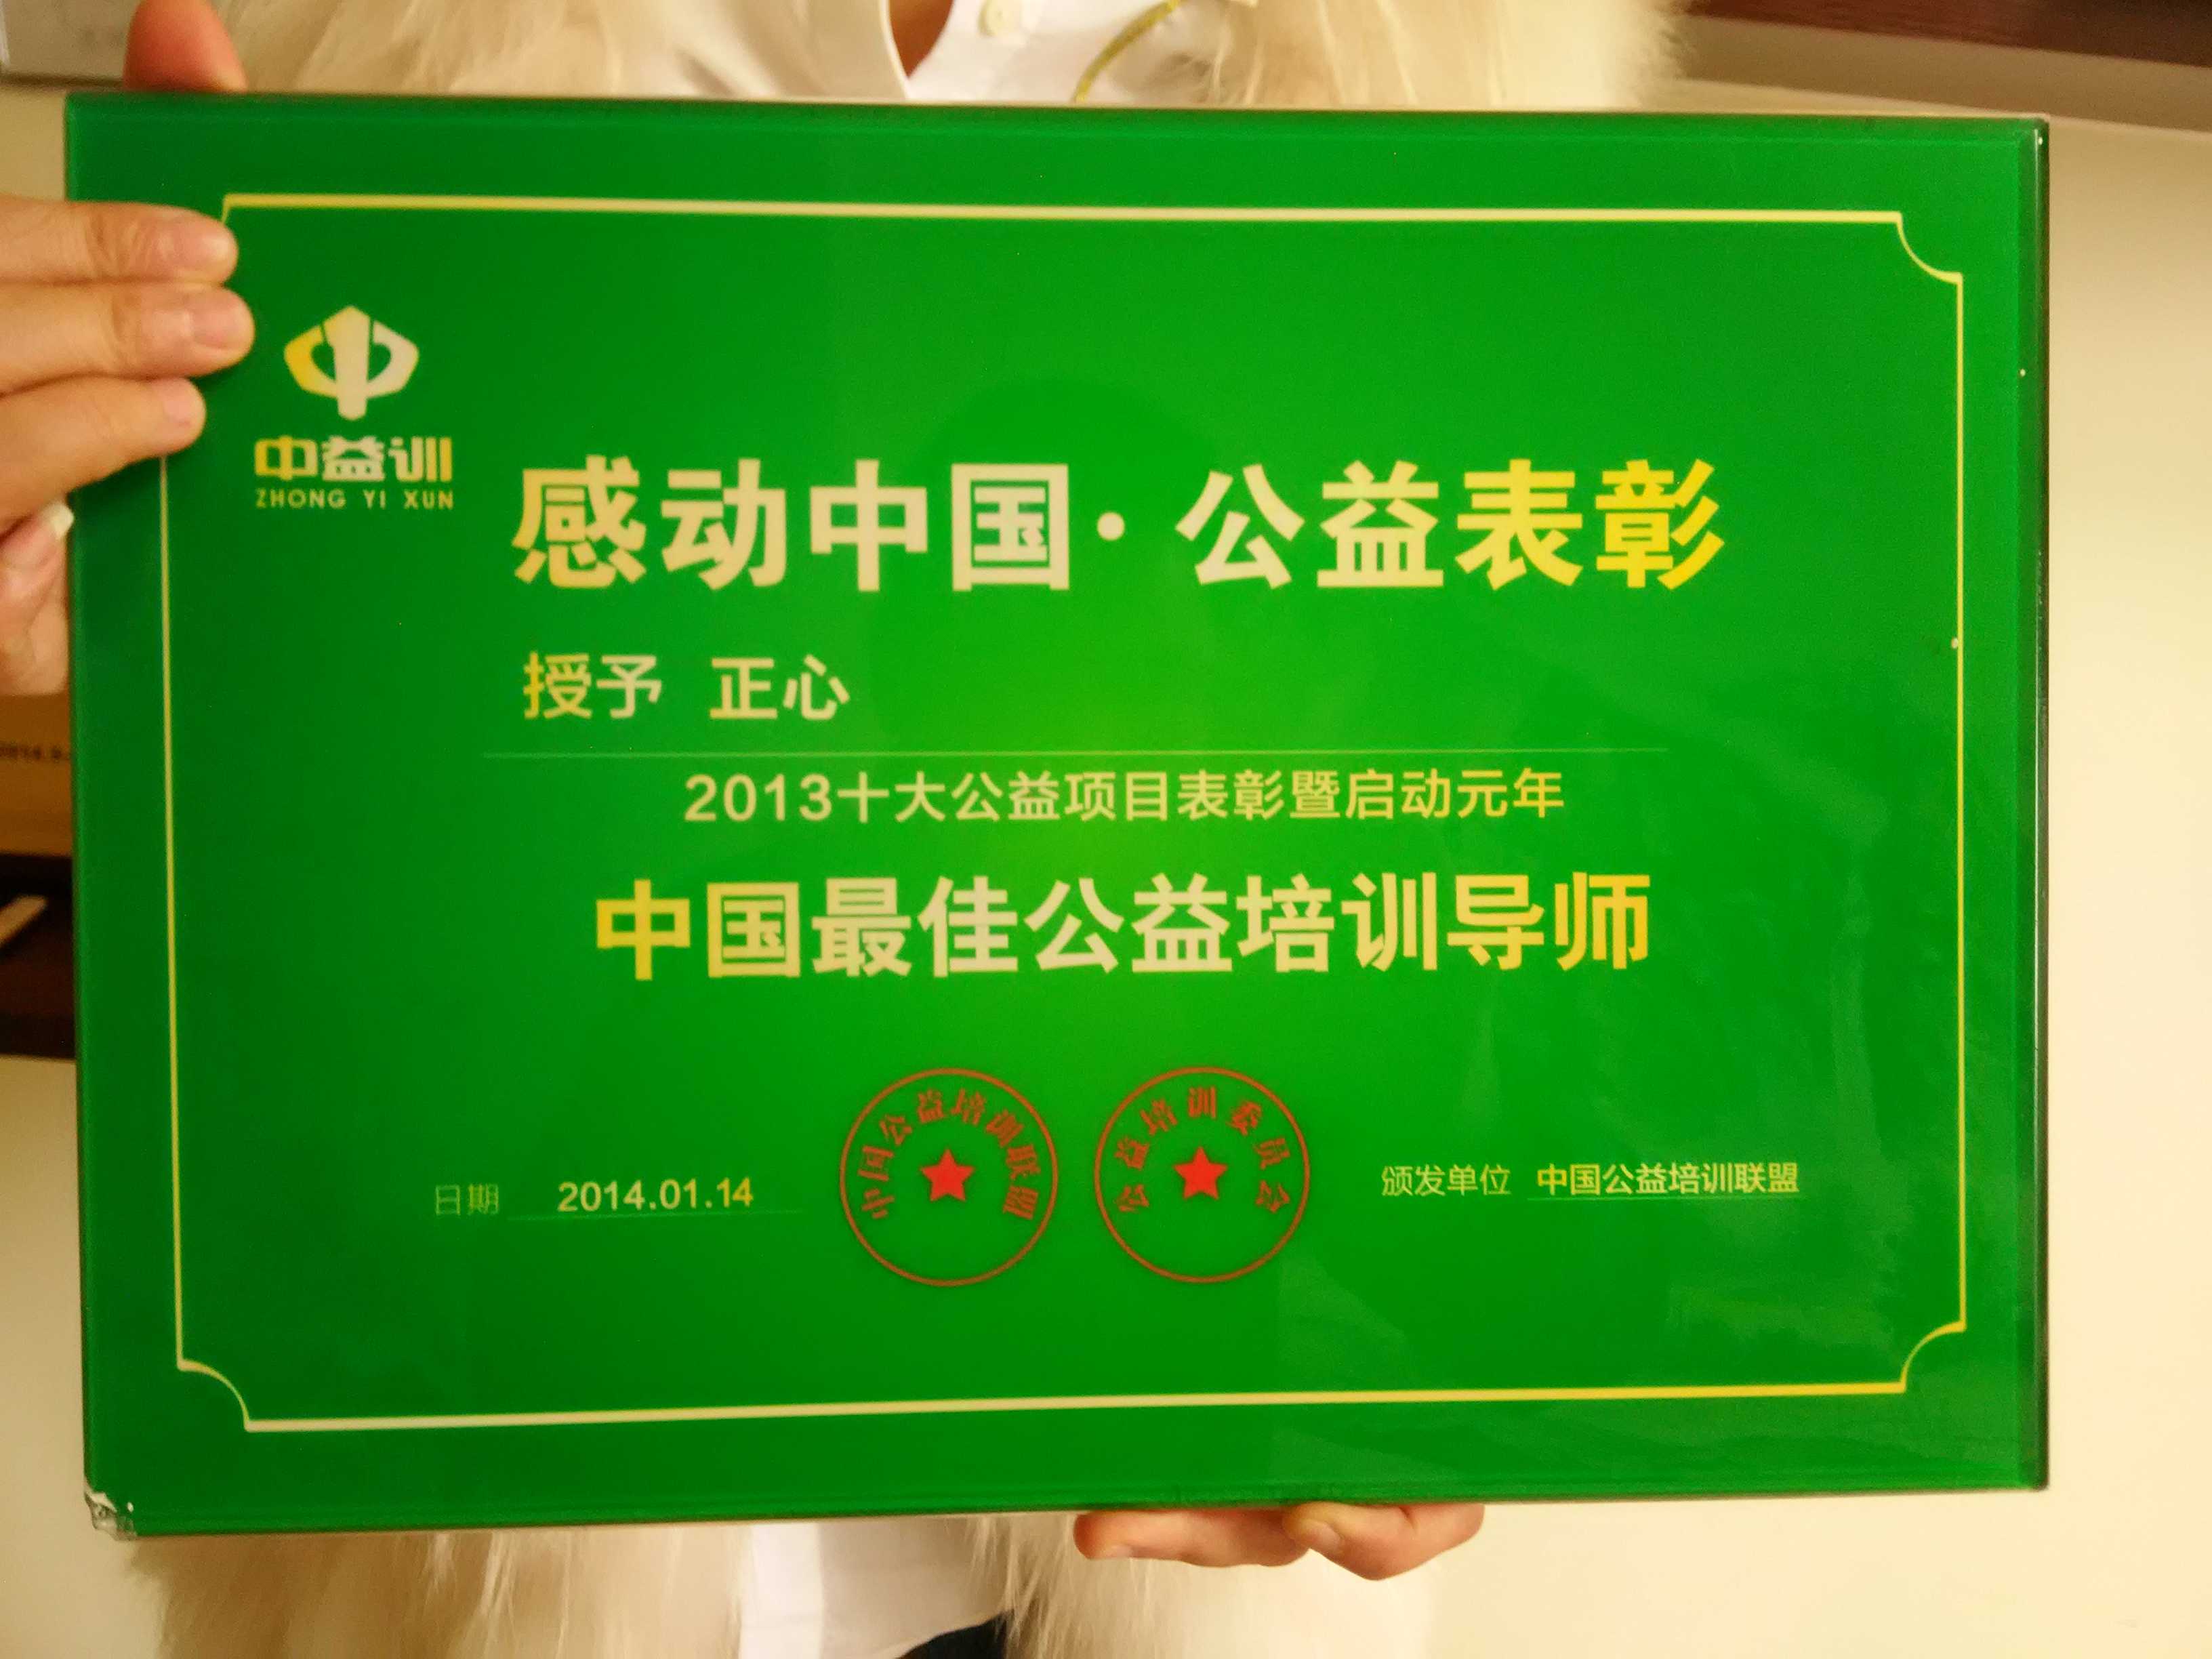 中益训
ZHONG YI XUN
感动中国·公益表彰
授予 正心
2013十大公益项目表彰暨启动元年
中国最佳公益培训导师
中国公益培训联盟
公益培训委员会
日期 2014.01.14
颁发单位 中国公益培训联盟